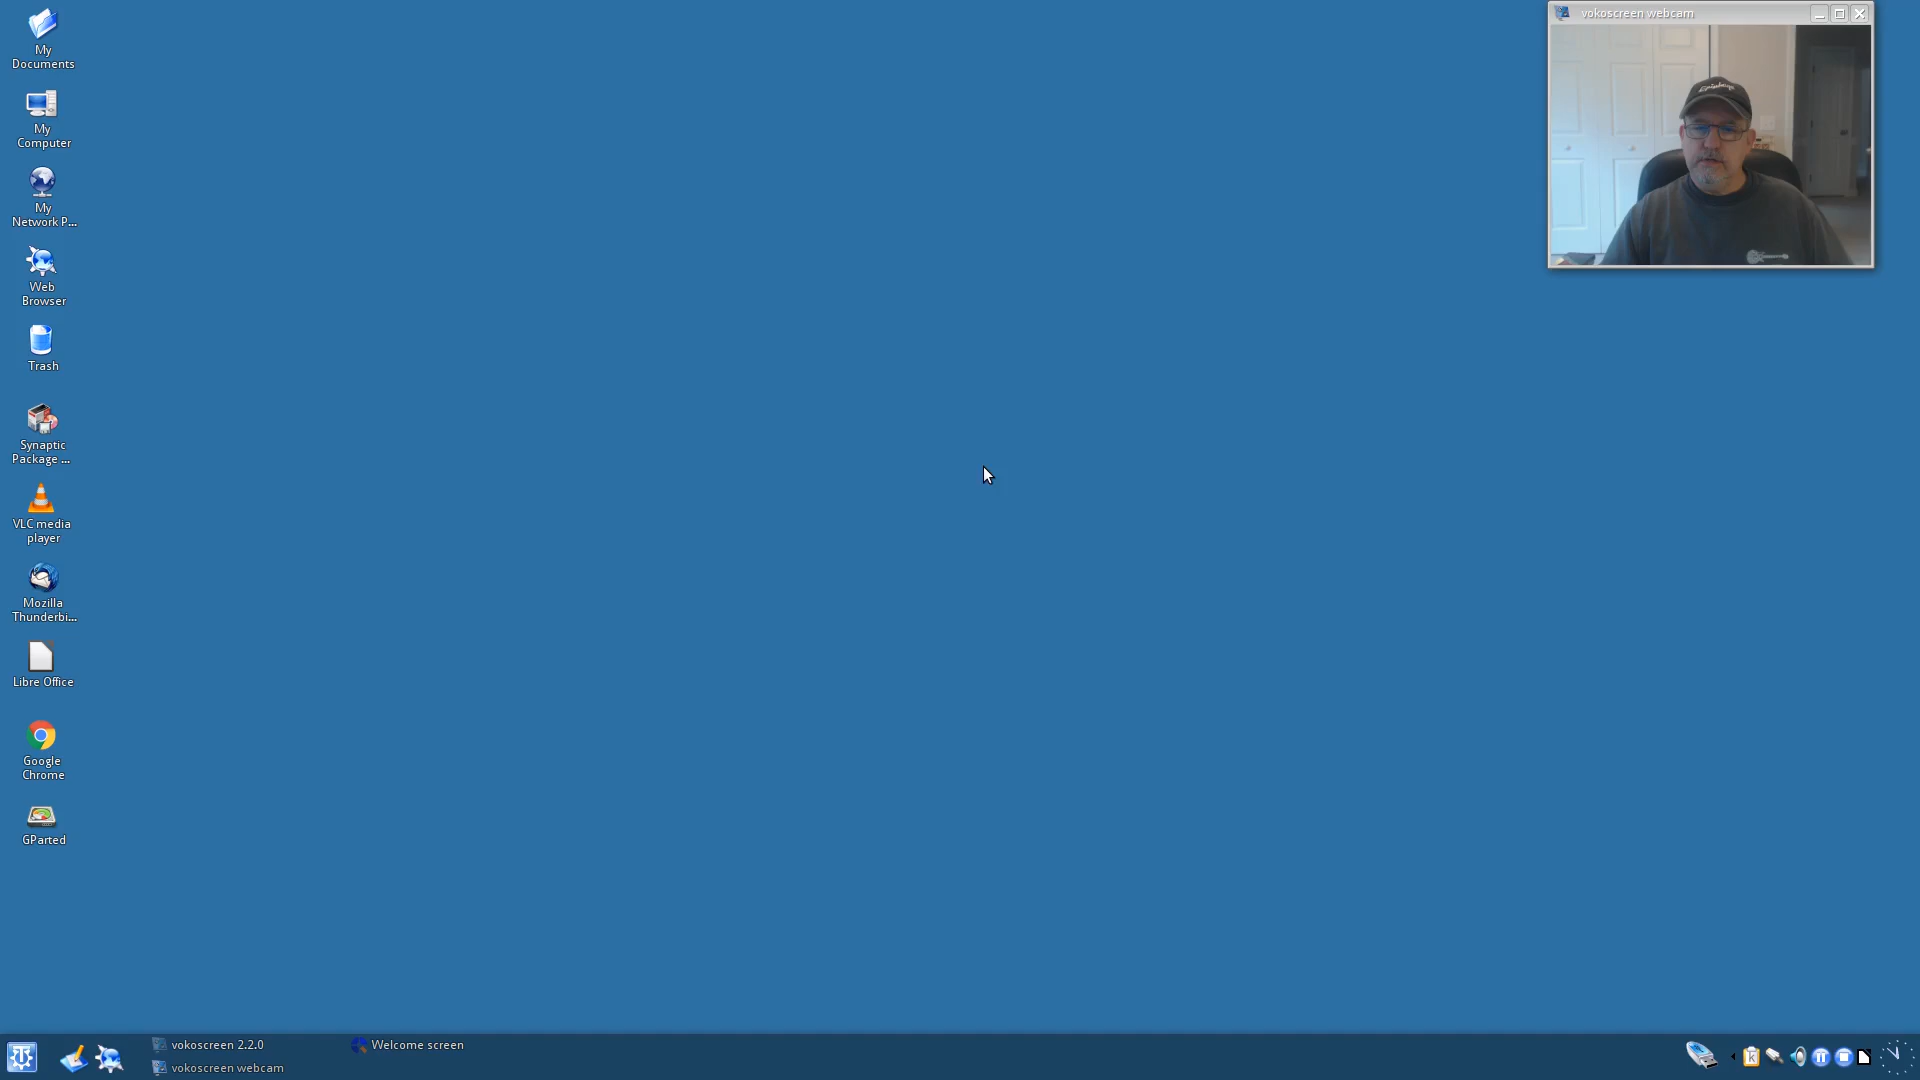 My
Documents
My
Computer
My
Network P...
Web
Browser
Trash
Synaptic
Package ...
VLC media
player
Mozilla
Thunderbi...
Libre Office
Google
Chrome
GParted
vokoscreen webcam
vokoscreen 2.2.0
Welcome screen
vokoscreen webcam